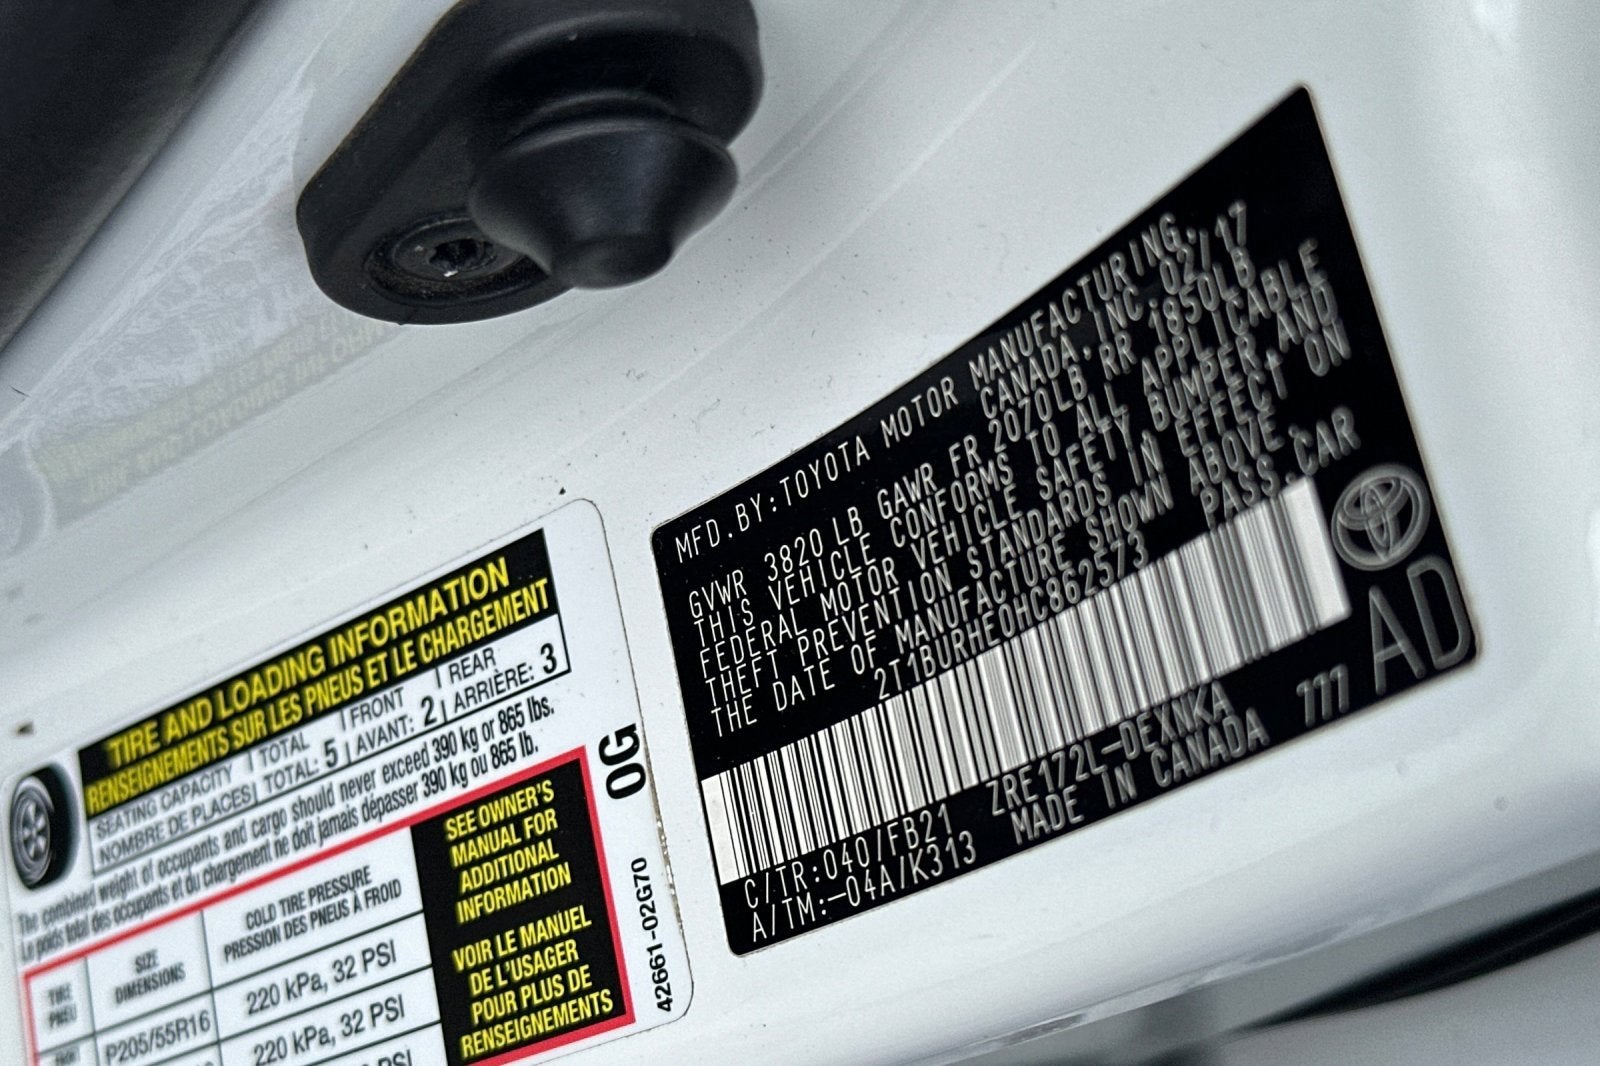 MFD.BY:TOYOTA MOTOR MANUFACTURING
CANADA, INC. 02/17
GVWR 3820 LB GAWR FR 2070LB RR 1850LB
THIS VEHICLE CONFORMS TO ALL APPLICABLE
FEDERAL MOTOR VEHICLE SAFETY, BUMPER, AND
THEFT PREVENTION STANDARDS IN EFFECT ON
THE DATE OF MANUFACTURE SHOWN ABOVE.
2T1BURHE0HC862573 PASS.CAR
C/TR:040/FB21 ZRE172L-DEXNKA
A/TM:-04A/K313 MADE IN CANADA 777
AD
TIRE AND LOADING INFORMATION
RENSEIGNEMENTS SUR LES PNEUS ET LE CHARGEMENT
SEATING CAPACITY TOTAL FRONT REAR
NOMBRE DE PLACES TOTAL: 5 AVANT: 2 ARRIÈRE: 3
The combined weight of occupants and cargo should never exceed 390 kg or 865 lbs.
Le poids total des occupants et du chargement ne doit jamais dépasser 390 kg ou 865 lb.
TIRE
PNEU
SIZE
DIMENSIONS
COLD TIRE PRESSURE
PRESSION DES PNEUS À FROID
P205/55R16 220 kPa, 32 PSI
220 kPa, 32 PSI
SEE OWNER'S
MANUAL FOR
ADDITIONAL
INFORMATION
VOIR LE MANUEL
DE L'USAGER
POUR PLUS DE
RENSEIGNEMENTS
0G
42661-02G70